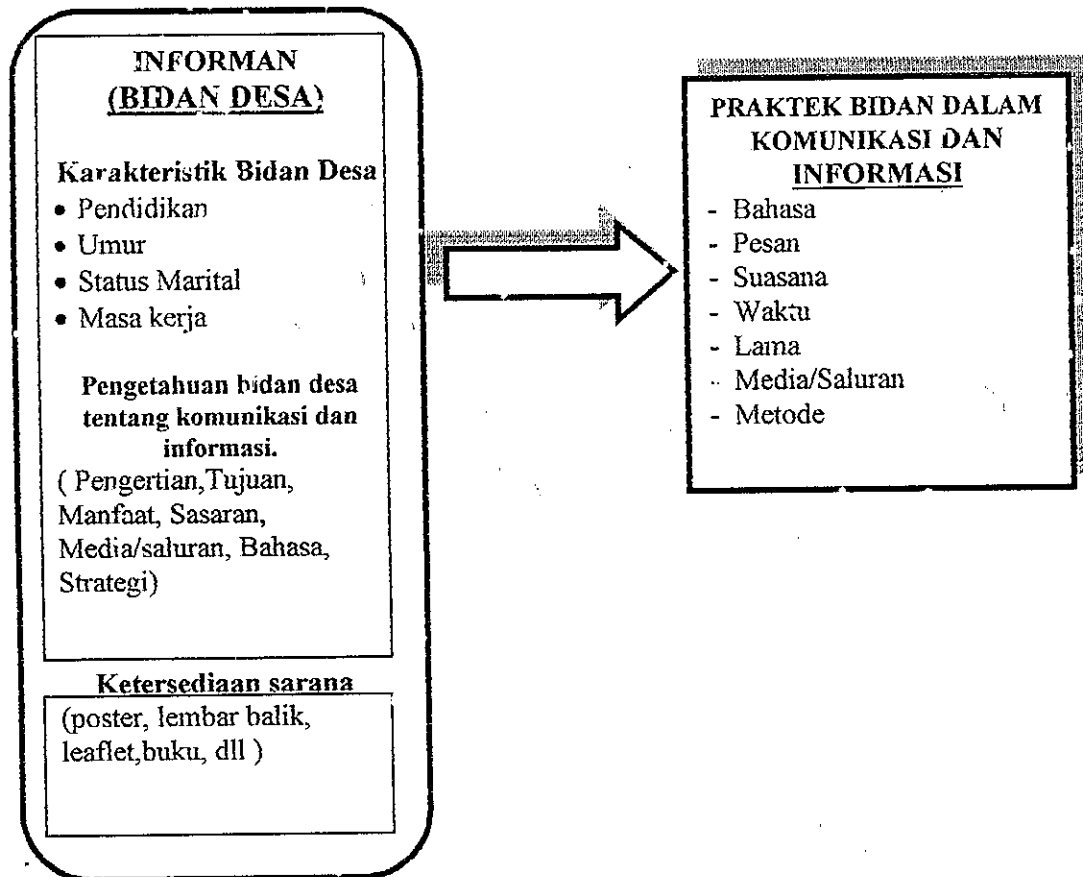 INFORMAN
(BIDAN DESA)
Karakteristik Bidan Desa
• Pendidikan
• Umur
• Status Marital
• Masa kerja
Pengetahuan bidan desa
tentang komunikasi dan
informasi.
( Pengertian,Tujuan,
Manfaat, Sasaran,
Media/saluran, Bahasa,
Strategi)
Ketersediaan sarana
(poster, lembar balik,
leaflet,buku, dll )
PRAKTEK BIDAN DALAM
KOMUNIKASI DAN
INFORMASI
- Bahasa
- Pesan
- Suasana
- Waktu
- Lama
- Media/Saluran
- Metode